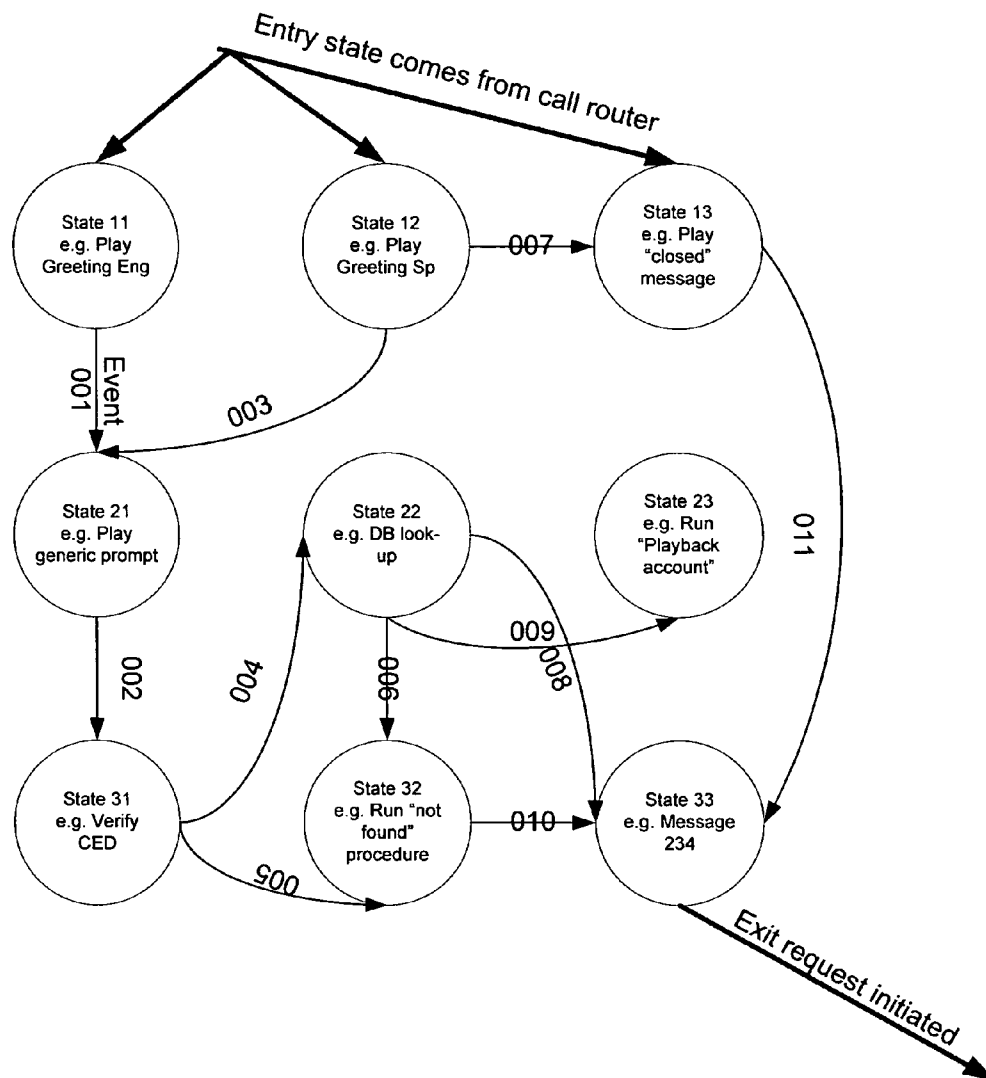 Entry state comes from call router
State 11
e.g. Play
Greeting Eng
State 12
e.g. Play
Greeting Sp
007
State 13
e.g. Play
“closed”
message
Event
001
003
State 21
e.g. Play
generic prompt
State 22
e.g. DB look-
up
State 23
e.g. Run
“Playback
account”
011
002
004
006
009
008
State 31
e.g. Verify
CED
005
State 32
e.g. Run “not
found”
procedure
010
State 33
e.g. Message
234
Exit request initiated